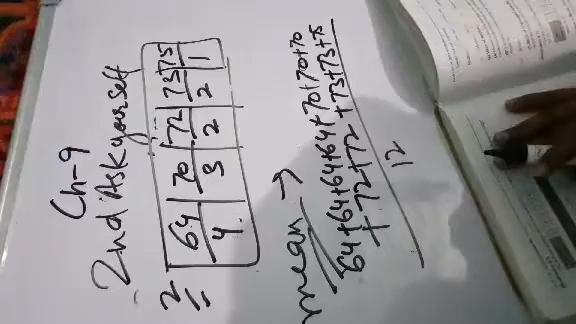 Ch-9
2nd Ask yourself
2 64 70 72 73 75
4 3 2 2 1
mean →
64+64+64+64+70+70+70
+72+72+73+73+75
12